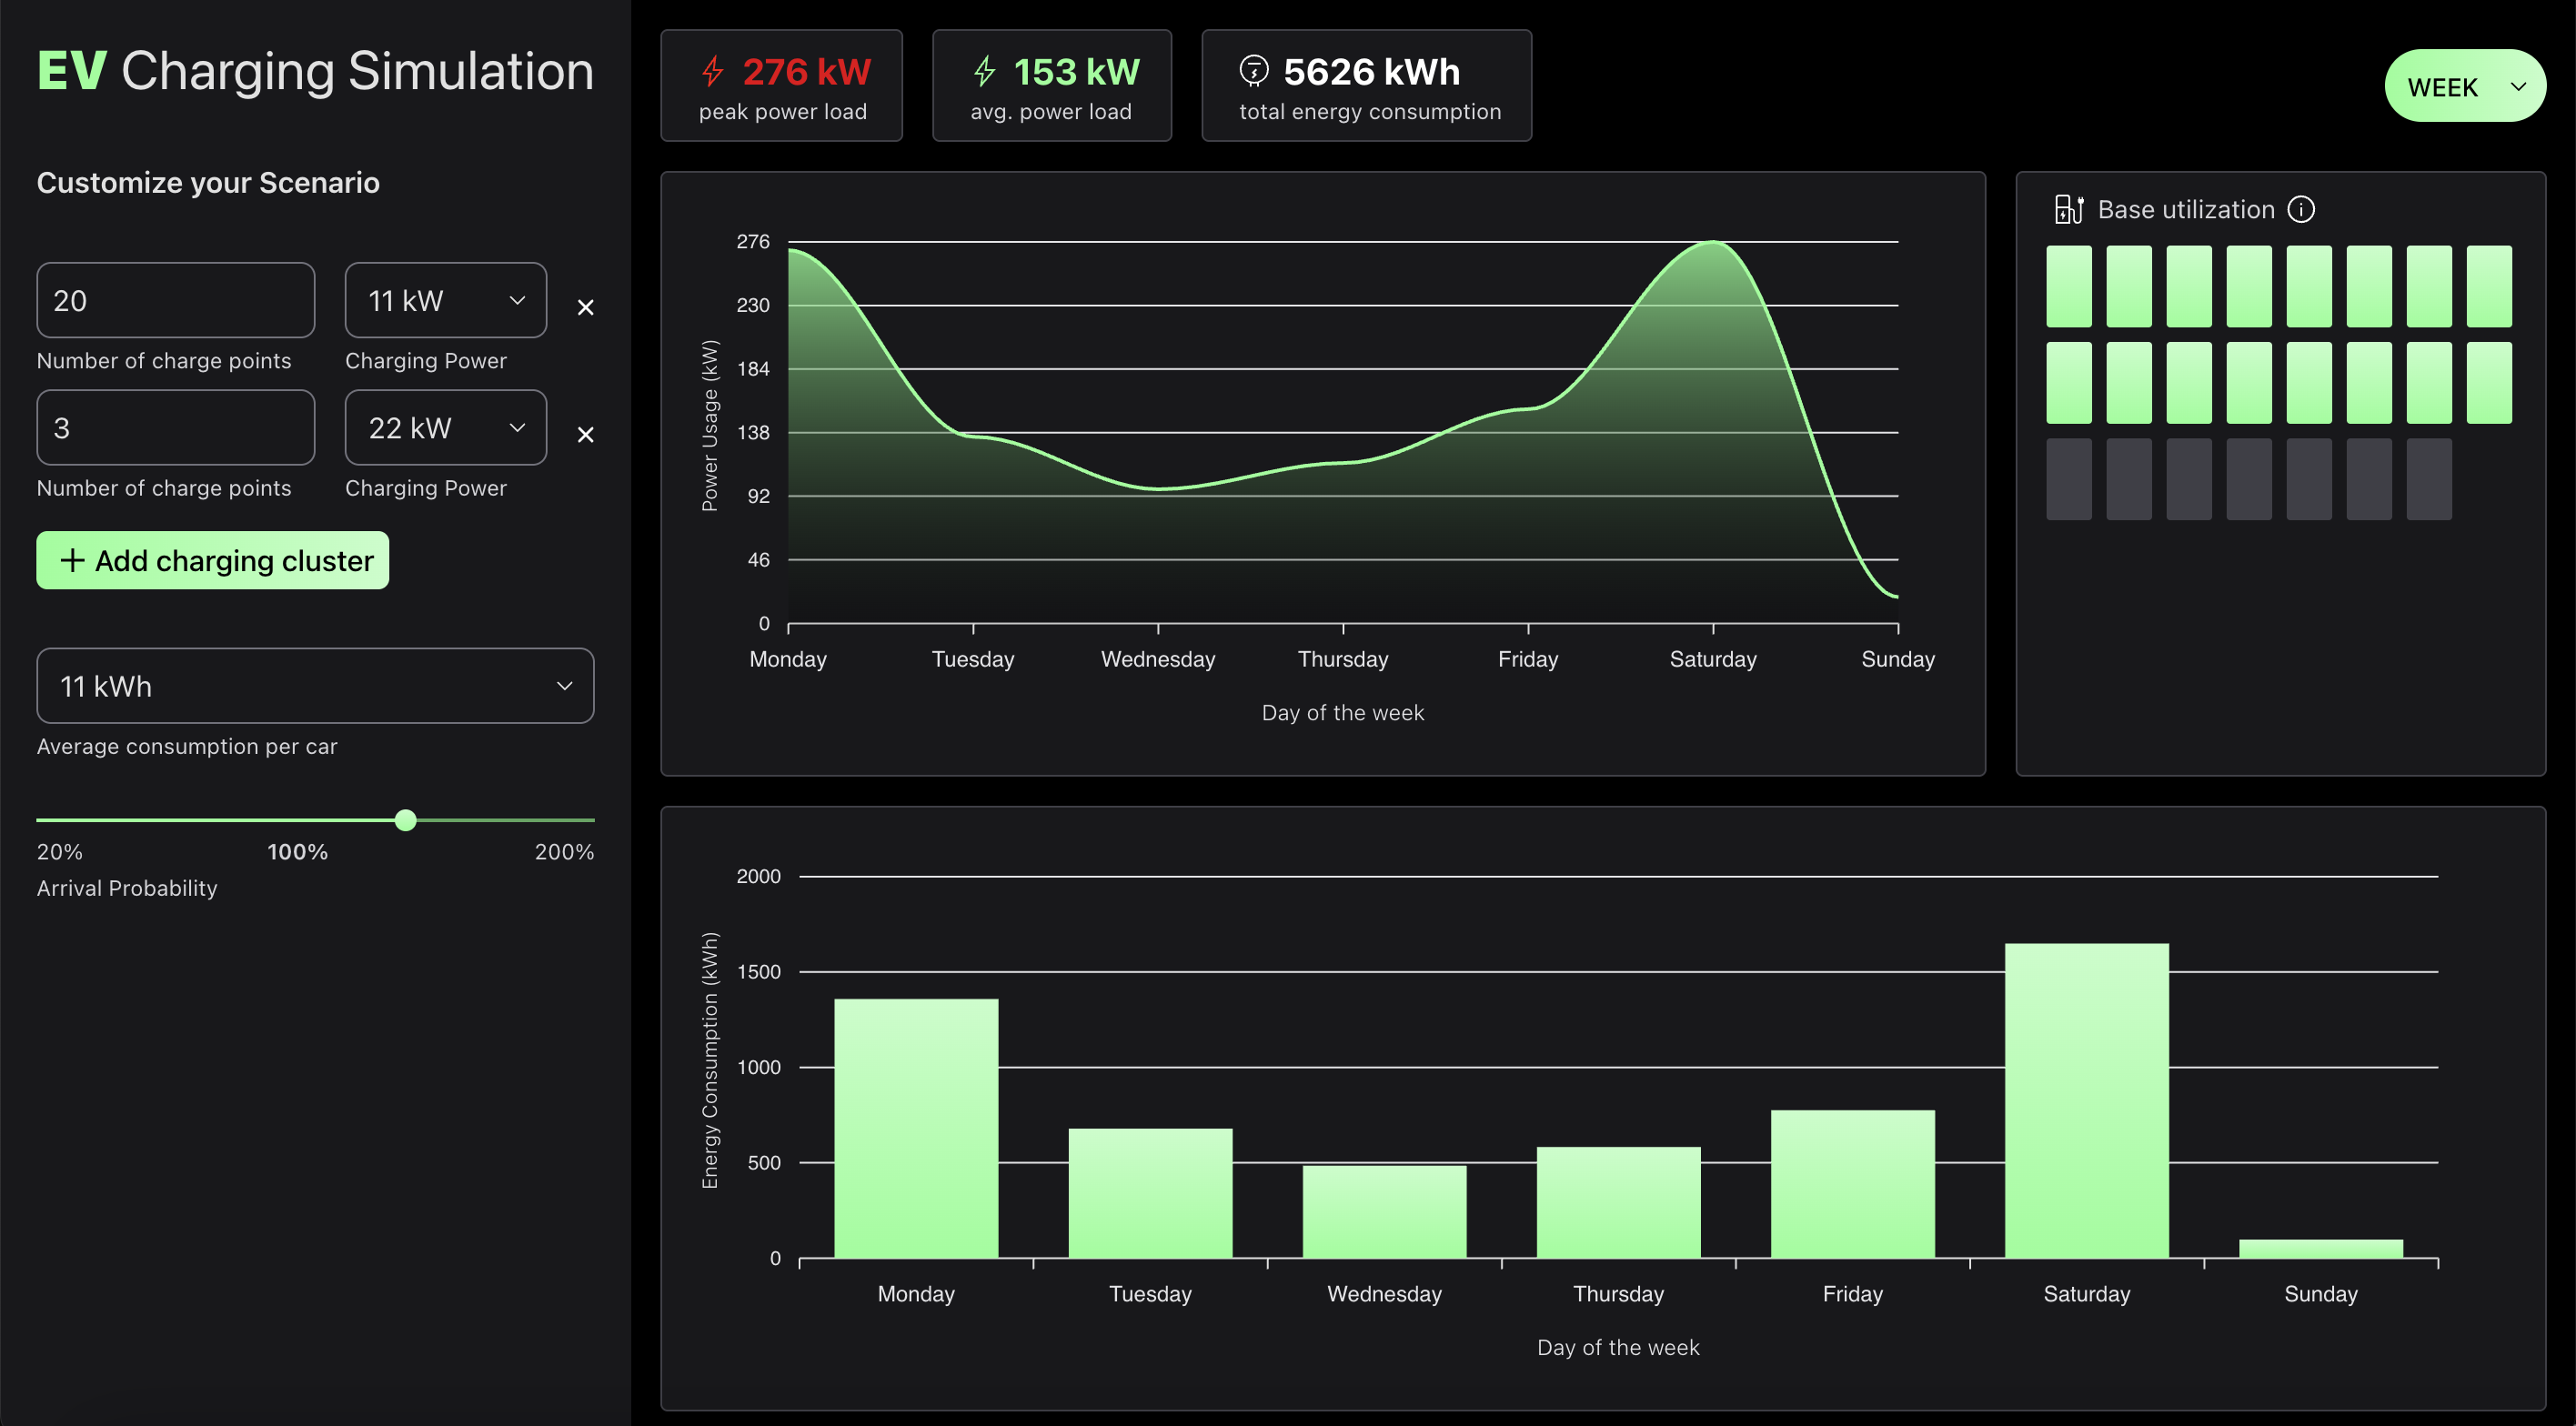 EV Charging Simulation
Customize your Scenario
20
11 kW
Number of charge points
Charging Power
3
22 kW
Number of charge points
Charging Power
Add charging cluster
11 kWh
Average consumption per car
20%
100%
200%
Arrival Probability
276 kW
peak power load
153 kW
avg. power load
5626 kWh
total energy consumption
WEEK
Power Usage (kW)
276
230
184
138
92
46
0
Monday
Tuesday
Wednesday
Thursday
Friday
Saturday
Sunday
Day of the week
Base utilization
Energy Consumption (kWh)
2000
1500
1000
500
0
Monday
Tuesday
Wednesday
Thursday
Friday
Saturday
Sunday
Day of the week